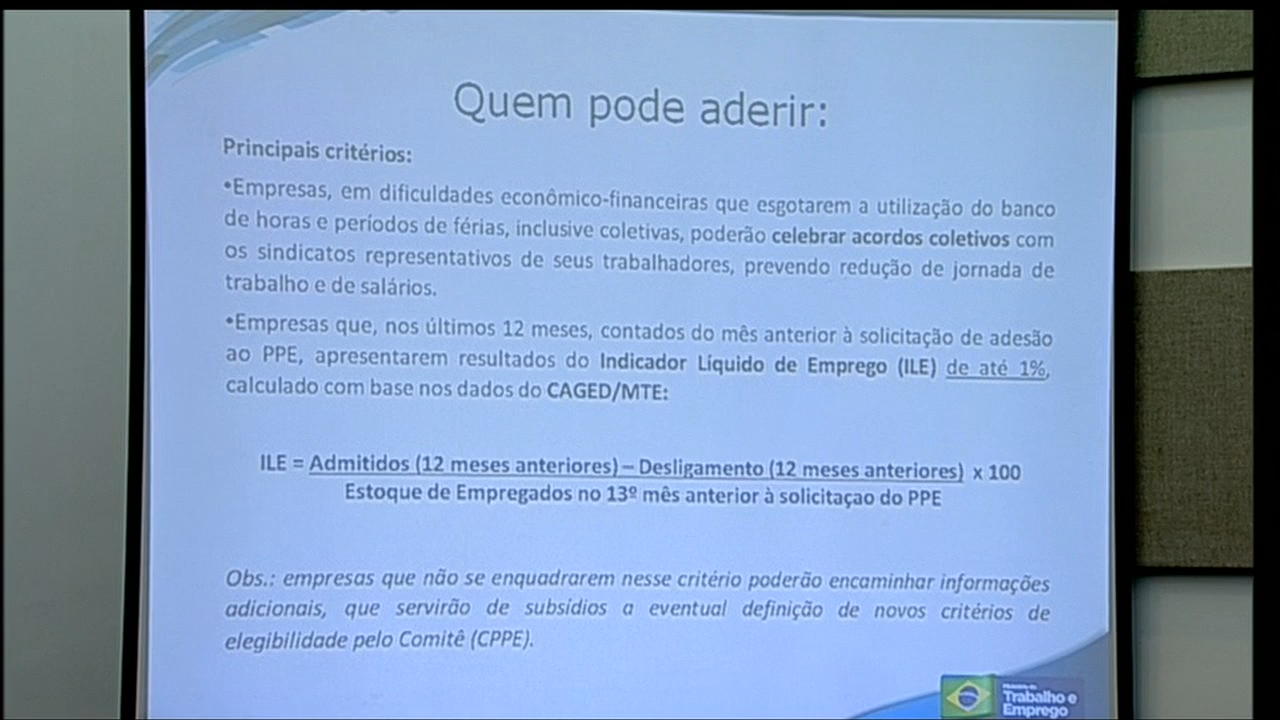 Quem pode aderir:
Principais critérios:
•Empresas, em dificuldades econômico-financeiras que esgotarem a utilização do banco
de horas e períodos de férias, inclusive coletivas, poderão celebrar acordos coletivos com
os sindicatos representativos de seus trabalhadores, prevendo redução de jornada de
trabalho e de salários.
•Empresas que, nos últimos 12 meses, contados do mês anterior à solicitação de adesão
ao PPE, apresentarem resultados do Indicador Líquido de Emprego (ILE) de até 1%,
calculado com base nos dados do CAGED/MTE:
ILE = Admitidos (12 meses anteriores) – Desligamento (12 meses anteriores) x 100
Estoque de Empregados no 13º mês anterior à solicitaçao do PPE
Obs.: empresas que não se enquadrarem nesse critério poderão encaminhar informações
adicionais, que servirão de subsídios a eventual definição de novos critérios de
elegibilidade pelo Comitê (CPPE).
Ministério do
Trabalho e
Emprego